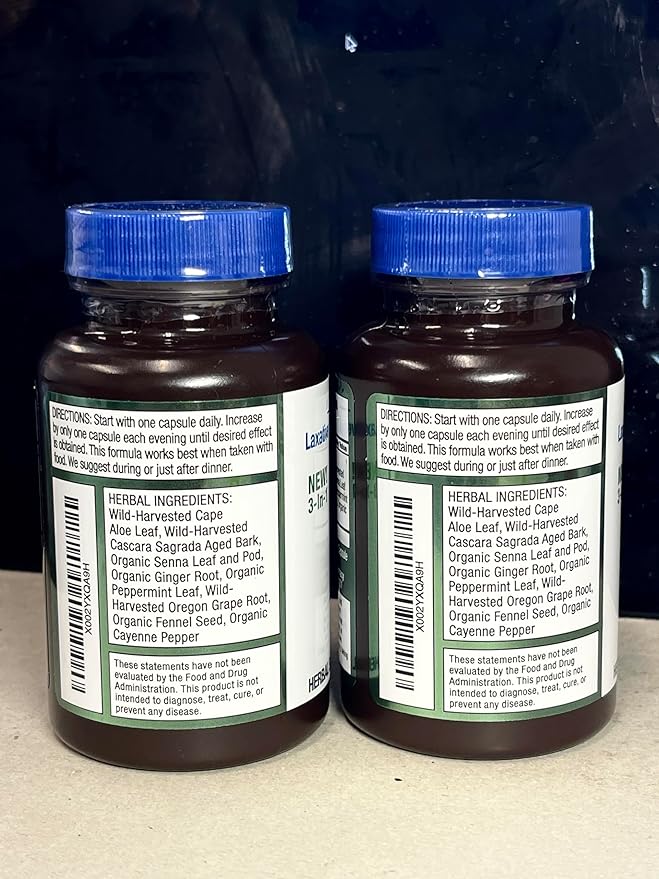 DIRECTIONS: Start with one capsule daily. Increase
by only one capsule each evening until desired effect
is obtained. This formula works best when taken with
food. We suggest during or just after dinner.
X002YXQA9H
HERBAL INGREDIENTS:
Wild-Harvested Cape
Aloe Leaf, Wild-Harvested
Cascara Sagrada Aged Bark,
Organic Senna Leaf and Pod,
Organic Ginger Root, Organic
Peppermint Leaf, Wild-
Harvested Oregon Grape Root,
Organic Fennel Seed, Organic
Cayenne Pepper
These statements have not been
evaluated by the Food and Drug
Administration. This product is not
intended to diagnose, treat, cure, or
prevent any disease.
NEW
3-In-
HERBAL
DIRECTIONS: Start with one capsule daily. Increase
by only one capsule each evening until desired effect
is obtained. This formula works best when taken with
food. We suggest during or just after dinner.
X002YXQA9H
HERBAL INGREDIENTS:
Wild-Harvested Cape
Aloe Leaf, Wild-Harvested
Cascara Sagrada Aged Bark,
Organic Senna Leaf and Pod,
Organic Ginger Root, Organic
Peppermint Leaf, Wild-
Harvested Oregon Grape Root,
Organic Fennel Seed, Organic
Cayenne Pepper
These statements have not been
evaluated by the Food and Drug
Administration. This product is not
intended to diagnose, treat, cure, or
prevent any disease.